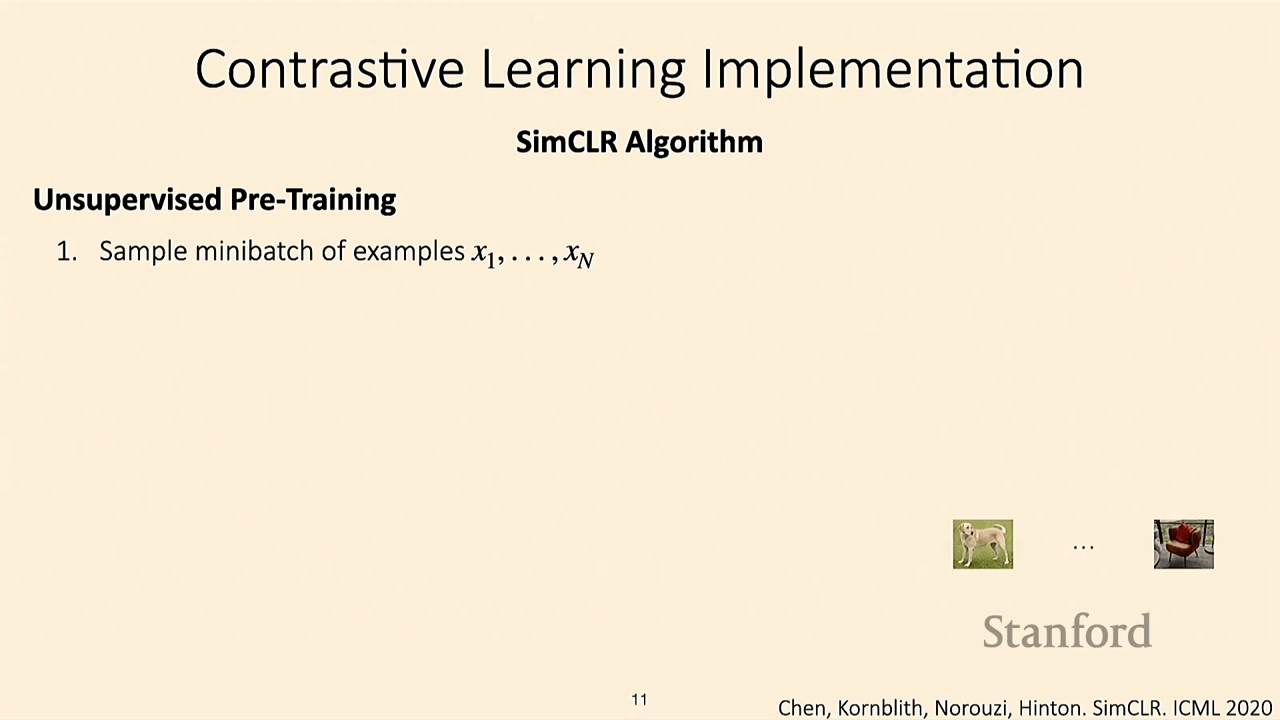 Contrastive Learning Implementation
SimCLR Algorithm
Unsupervised Pre-Training
1. Sample minibatch of examples x₁, . . . , x_N
...
Stanford
11
Chen, Kornblith, Norouzi, Hinton. SimCLR. ICML 2020